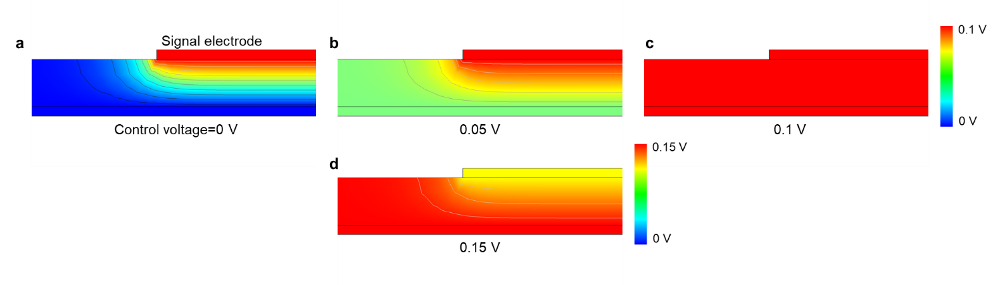 a
Signal electrode
Control voltage=0 V
b
0.05 V
c
0.1 V
0.1 V
0 V
d
0.15 V
0.15 V
0 V